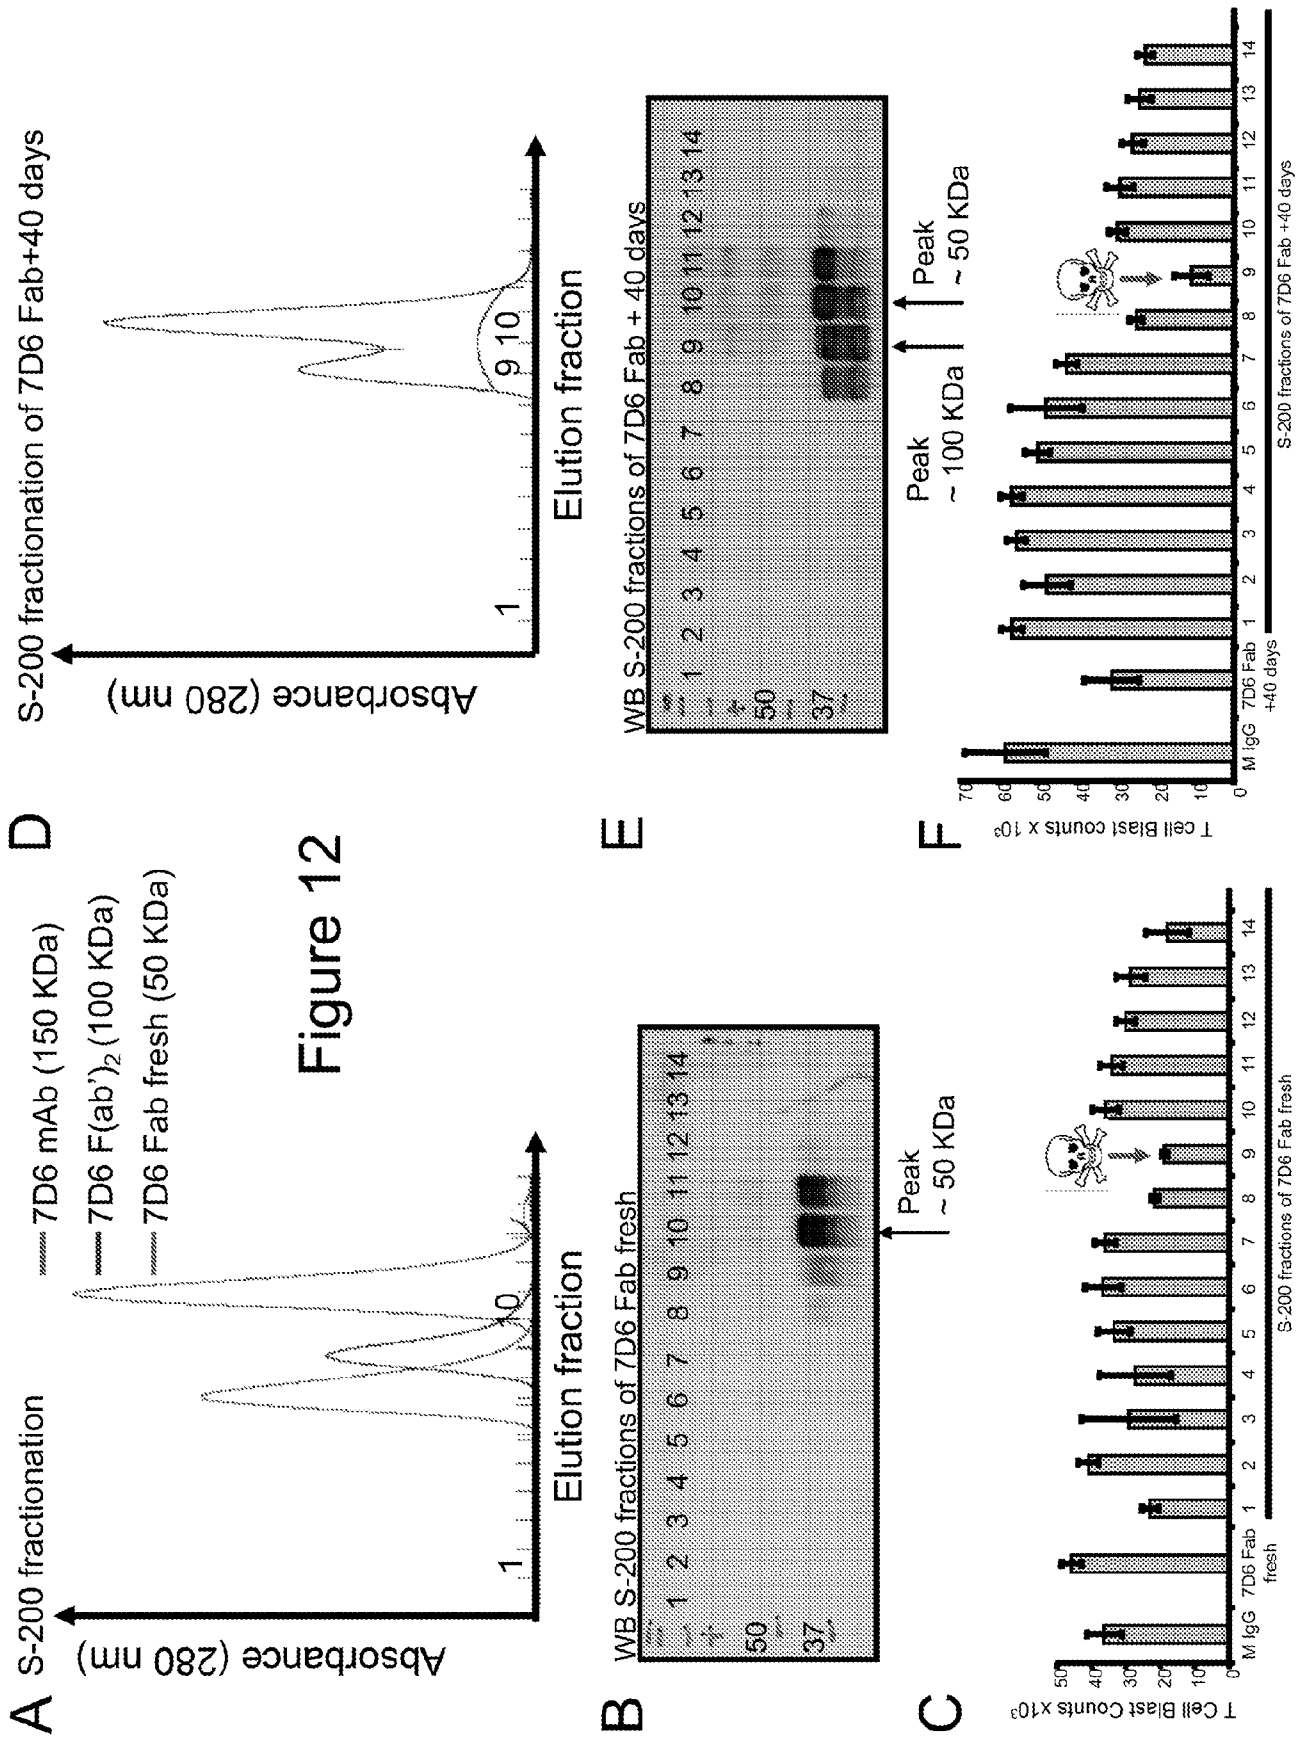 A
S-200 fractionation
7D6 mAb (150 KDa)
7D6 F(ab')2 (100 KDa)
7D6 Fab fresh (50 KDa)
Absorbance (280 nm)
1
10
Elution fraction
Figure 12
B
WB S-200 fractions of 7D6 Fab fresh
1 2 3 4 5 6 7 8 9 10 11 12 13 14
50
37
Peak
~ 50 KDa
C
T Cell Blast Counts x10³
50
40
30
20
10
0
M IgG 7D6 Fab fresh 1 2 3 4 5 6 7 8 9 10 11 12 13 14
S-200 fractions of 7D6 Fab fresh
D
S-200 fractionation of 7D6 Fab+40 days
Absorbance (280 nm)
1
9 10
Elution fraction
E
WB S-200 fractions of 7D6 Fab + 40 days
1 2 3 4 5 6 7 8 9 10 11 12 13 14
50
37
Peak
~ 100 KDa
Peak
~ 50 KDa
F
T cell Blast counts x 10³
70
60
50
40
30
20
10
0
M IgG 7D6 Fab +40 days 1 2 3 4 5 6 7 8 9 10 11 12 13 14
S-200 fractions of 7D6 Fab +40 days